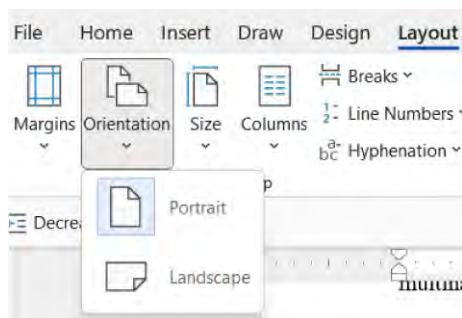 File Home Insert Draw Design Layout
Margins Orientation Size Columns
Breaks
Line Numbers
Hyphenation
Portrait
Landscape